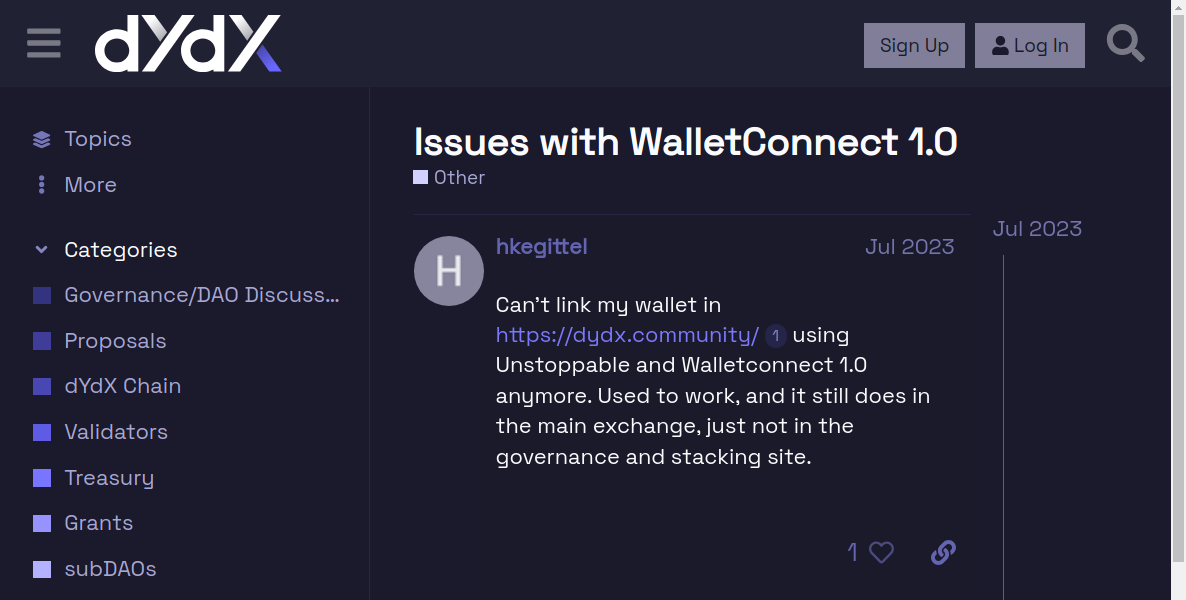 dYdX
Sign Up
Log In
Topics
More
Categories
Governance/DAO Discuss...
Proposals
dYdX Chain
Validators
Treasury
Grants
subDAOs
Issues with WalletConnect 1.0
Other
Jul 2023
H
hkegittel
Jul 2023
Can't link my wallet in
https://dydx.community/ 1 using
Unstoppable and Walletconnect 1.0
anymore. Used to work, and it still does in
the main exchange, just not in the
governance and stacking site.
1